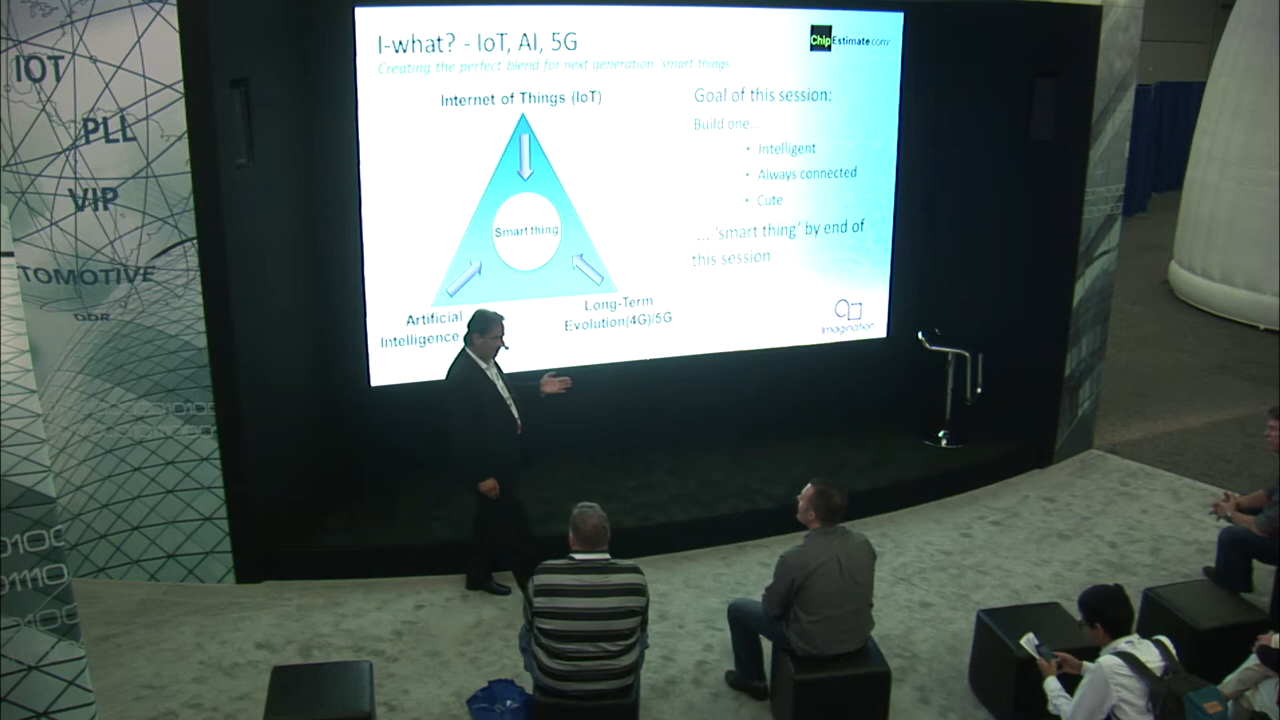 IOT
PLL
VIP
TOMOTIVE
DDR
I-what? - IoT, AI, 5G
Creating the perfect blend for next generation 'smart things'
ChipEstimate.com
Internet of Things (IoT)
Smart thing
Artificial
Intelligence
Long-Term
Evolution(4G)/5G
Goal of this session:
Build one...
• Intelligent
• Always connected
• Cute
... 'smart thing' by end of
this session
Imagination